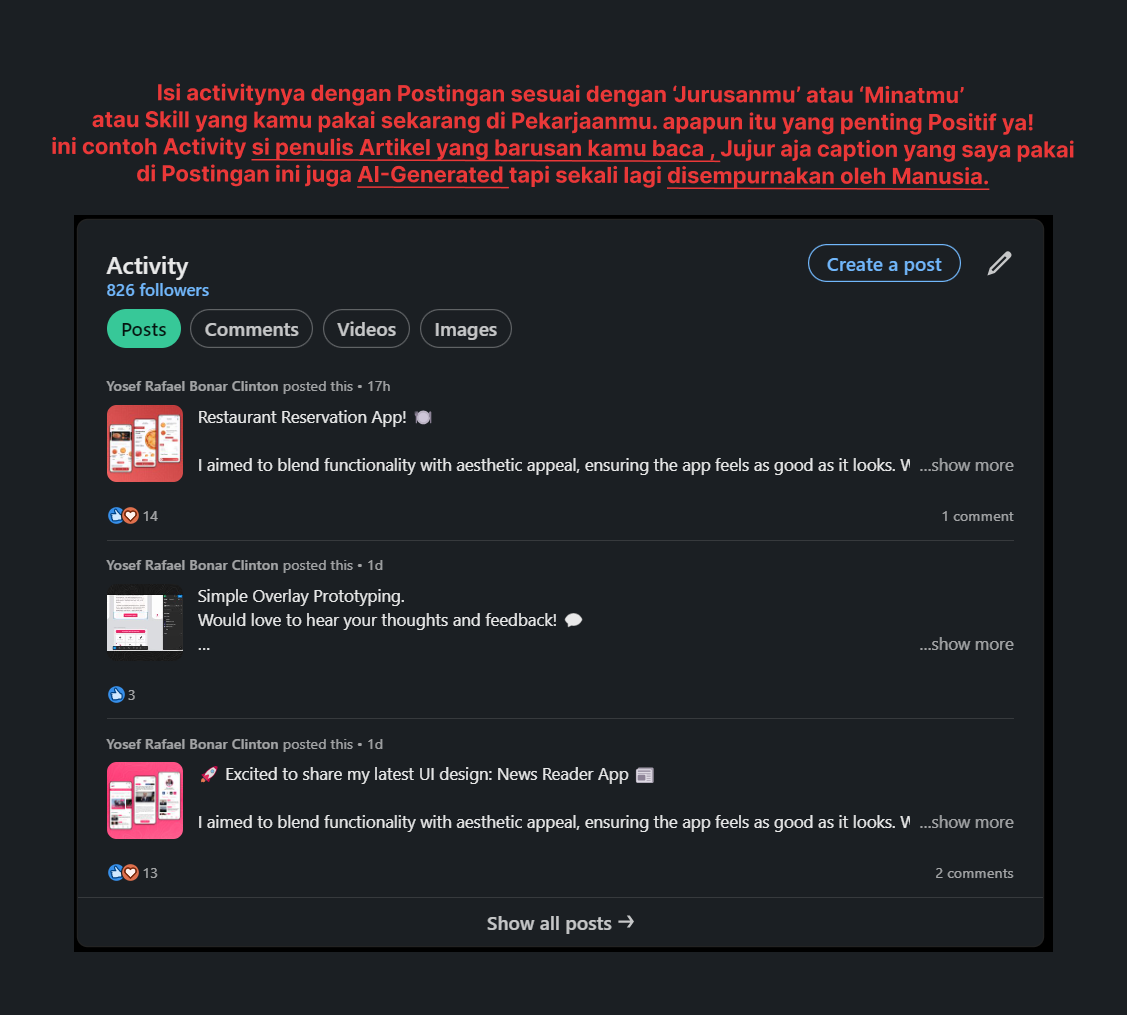 Isi activitynya dengan Postingan sesuai dengan ‘Jurusanmu’ atau ‘Minatmu’
atau Skill yang kamu pakai sekarang di Pekarjaanmu. apapun itu yang penting Positif ya!
ini contoh Activity si penulis Artikel yang barusan kamu baca , Jujur aja caption yang saya pakai
di Postingan ini juga AI-Generated tapi sekali lagi disempurnakan oleh Manusia.
Activity
Create a post
826 followers
Posts
Comments
Videos
Images
Yosef Rafael Bonar Clinton posted this • 17h
Restaurant Reservation App! 🍽️
I aimed to blend functionality with aesthetic appeal, ensuring the app feels as good as it looks. W ...show more
14
1 comment
Yosef Rafael Bonar Clinton posted this • 1d
Simple Overlay Prototyping.
Would love to hear your thoughts and feedback! 💬
...
...show more
3
Yosef Rafael Bonar Clinton posted this • 1d
🚀 Excited to share my latest UI design: News Reader App 📰
I aimed to blend functionality with aesthetic appeal, ensuring the app feels as good as it looks. W ...show more
13
2 comments
Show all posts →